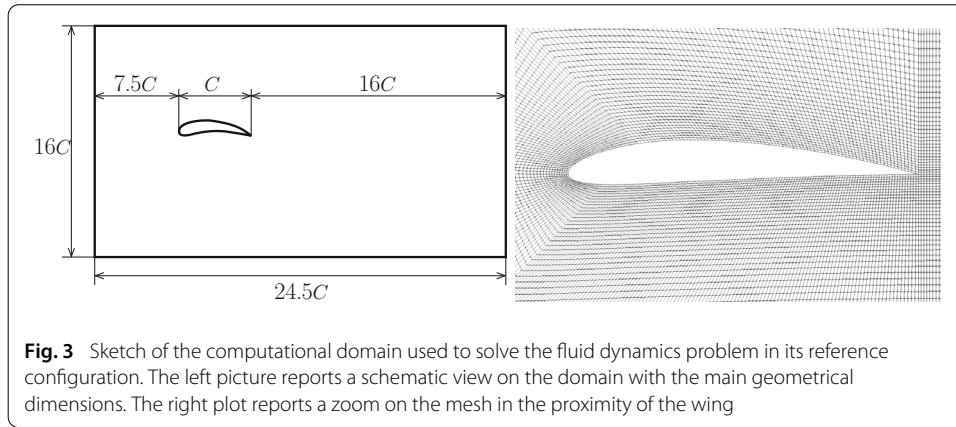 7.5C
C
16C
16C
24.5C
Fig. 3 Sketch of the computational domain used to solve the fluid dynamics problem in its reference
configuration. The left picture reports a schematic view on the domain with the main geometrical
dimensions. The right plot reports a zoom on the mesh in the proximity of the wing